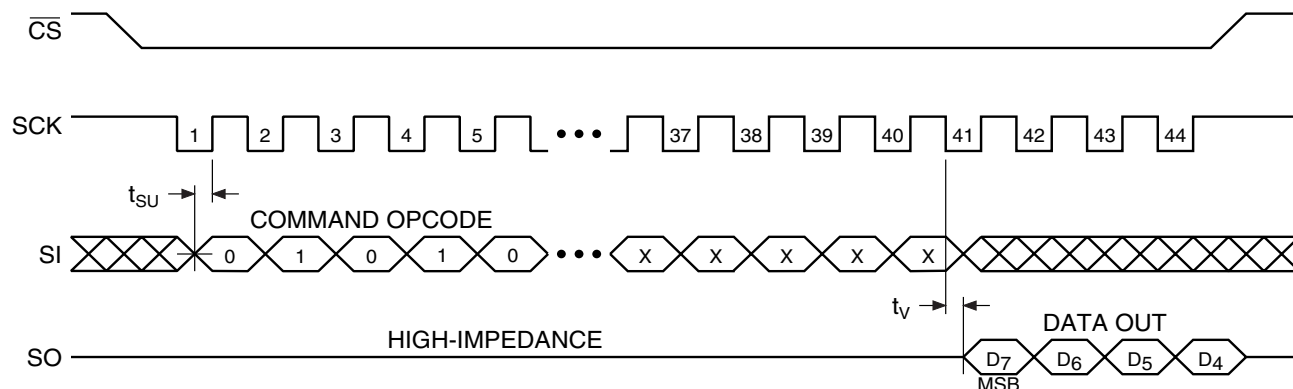 CS
SCK 1 2 3 4 5 ••• 37 38 39 40 41 42 43 44
tSU
COMMAND OPCODE
SI 0 1 0 1 0 ••• X X X X X
tV
HIGH-IMPEDANCE
DATA OUT
SO D7 D6 D5 D4
MSB